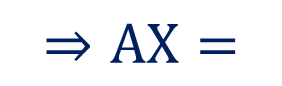 ⇒ AX =